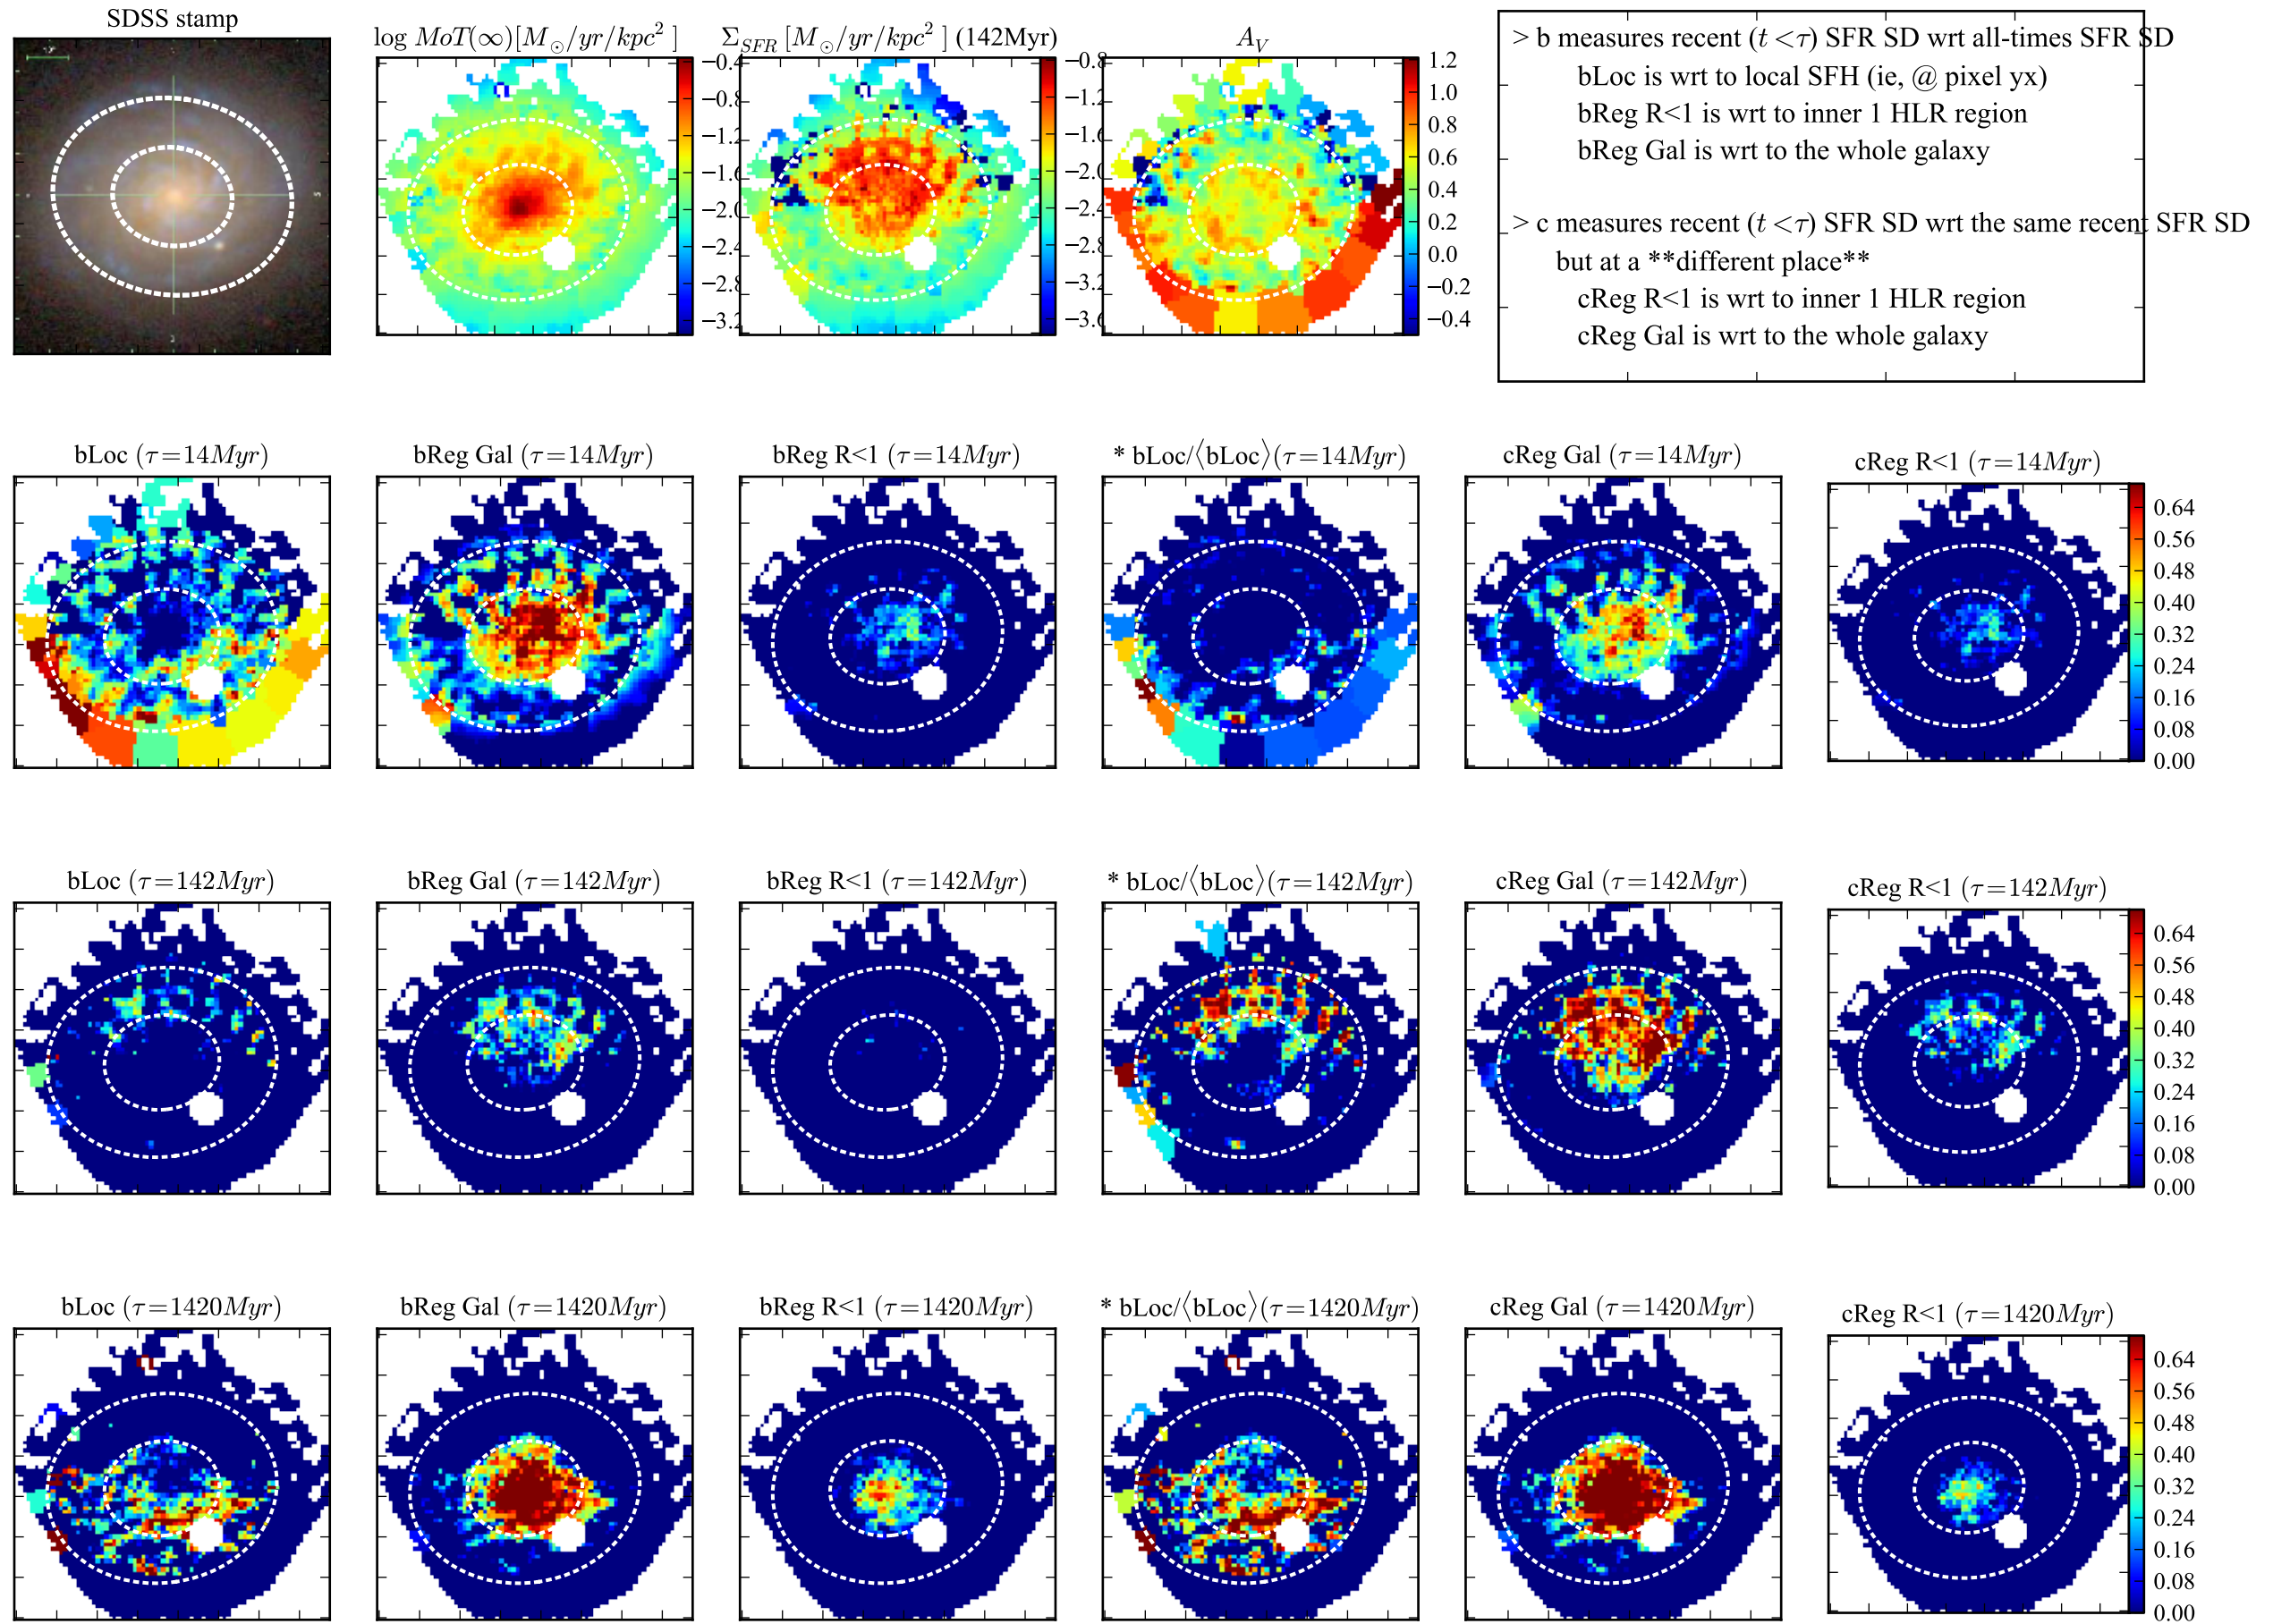 SDSS stamp
log MoT(∞)[M⊙/yr/kpc² ]
Σ_SFR [M⊙/yr/kpc² ] (142Myr)
A_V
−0.4
−0.8
−1.2
−1.6
−2.0
−2.4
−2.8
−3.2
−0.8
−1.2
−1.6
−2.0
−2.4
−2.8
−3.2
−3.6
1.2
1.0
0.8
0.6
0.4
0.2
0.0
−0.2
−0.4
> b measures recent (t <τ) SFR SD wrt all-times SFR SD
bLoc is wrt to local SFH (ie, @ pixel yx)
bReg R<1 is wrt to inner 1 HLR region
bReg Gal is wrt to the whole galaxy
> c measures recent (t <τ) SFR SD wrt the same recent SFR SD
but at a **different place**
cReg R<1 is wrt to inner 1 HLR region
cReg Gal is wrt to the whole galaxy
bLoc (τ=14Myr)
bReg Gal (τ=14Myr)
bReg R<1 (τ=14Myr)
* bLoc/⟨bLoc⟩(τ=14Myr)
cReg Gal (τ=14Myr)
cReg R<1 (τ=14Myr)
0.64
0.56
0.48
0.40
0.32
0.24
0.16
0.08
0.00
bLoc (τ=142Myr)
bReg Gal (τ=142Myr)
bReg R<1 (τ=142Myr)
* bLoc/⟨bLoc⟩(τ=142Myr)
cReg Gal (τ=142Myr)
cReg R<1 (τ=142Myr)
0.64
0.56
0.48
0.40
0.32
0.24
0.16
0.08
0.00
bLoc (τ=1420Myr)
bReg Gal (τ=1420Myr)
bReg R<1 (τ=1420Myr)
* bLoc/⟨bLoc⟩(τ=1420Myr)
cReg Gal (τ=1420Myr)
cReg R<1 (τ=1420Myr)
0.64
0.56
0.48
0.40
0.32
0.24
0.16
0.08
0.00